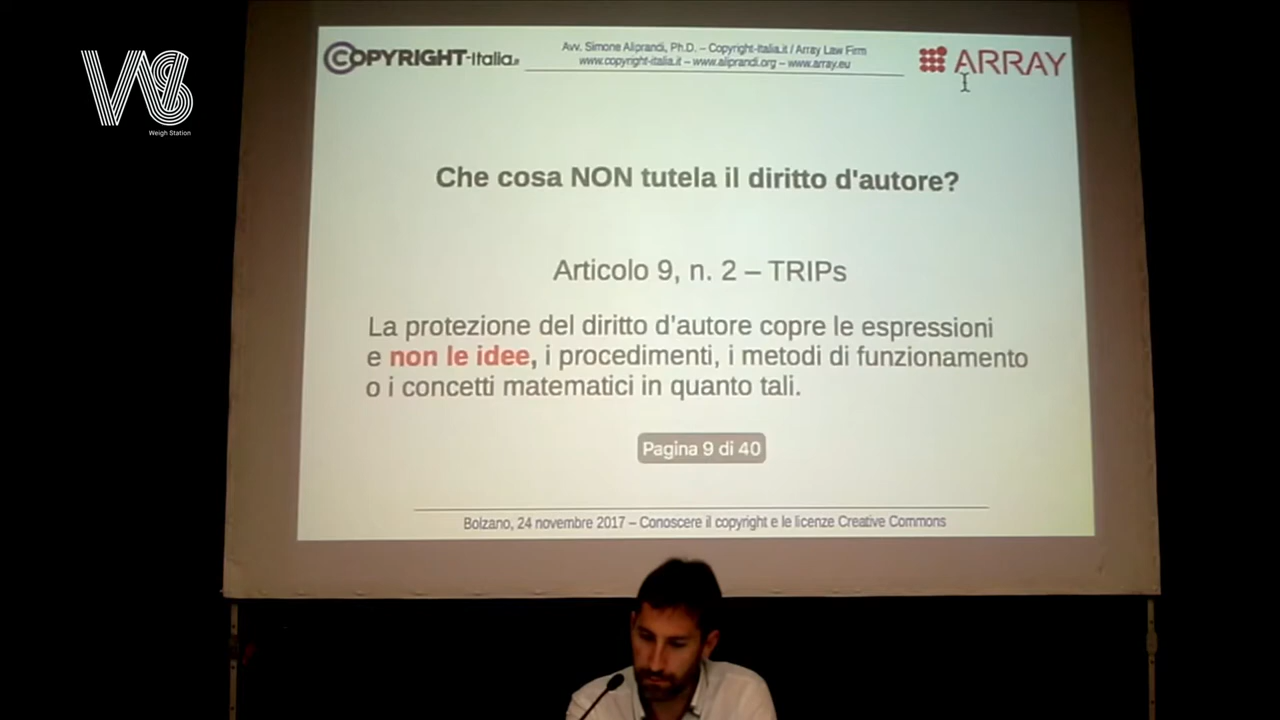 WS
Weigh Station
COPYRIGHT-Italia.it
Avv. Simone Aliprandi, Ph.D. – Copyright-Italia.it / Array Law Firm
www.copyright-italia.it – www.aliprandi.org – www.array.eu
ARRAY
Che cosa NON tutela il diritto d'autore?
Articolo 9, n. 2 – TRIPs
La protezione del diritto d'autore copre le espressioni
e non le idee, i procedimenti, i metodi di funzionamento
o i concetti matematici in quanto tali.
Pagina 9 di 40
Bolzano, 24 novembre 2017 – Conoscere il copyright e le licenze Creative Commons